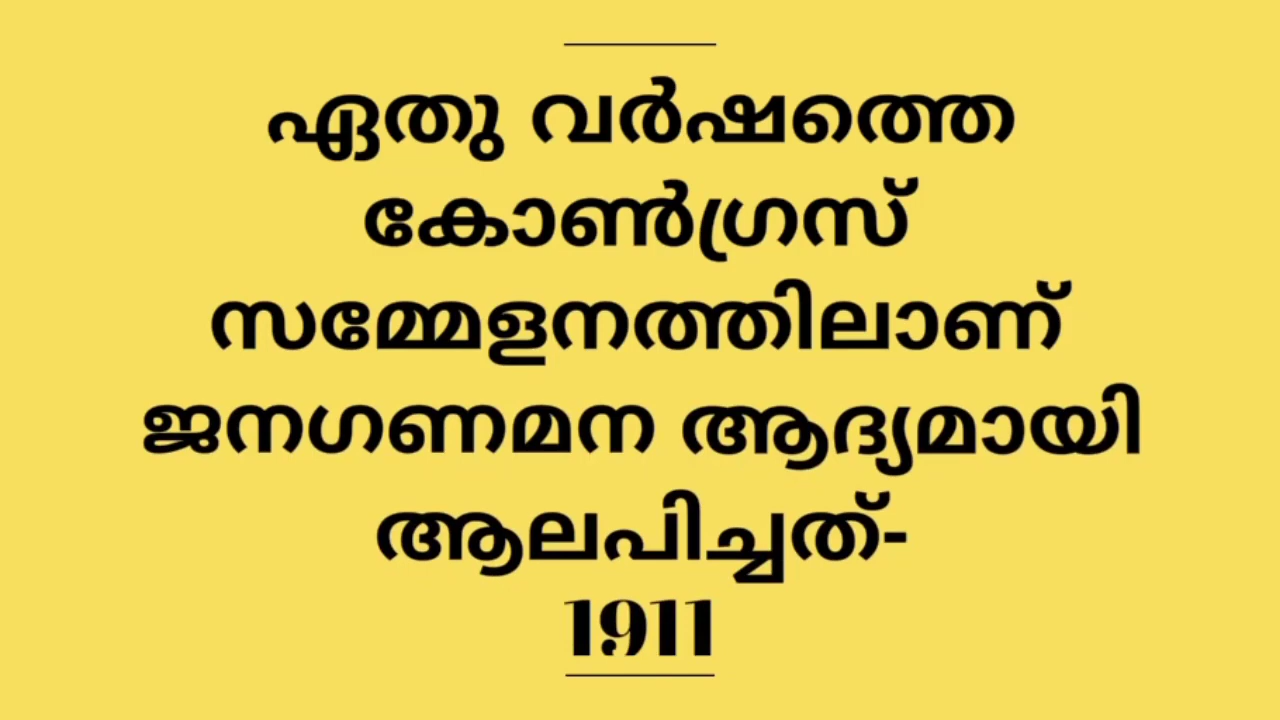 ഏതു വർഷത്തെ
കോൺഗ്രസ്
സമ്മേളനത്തിലാണ്
ജനഗണമന ആദ്യമായി
ആലപിച്ചത്-
1911